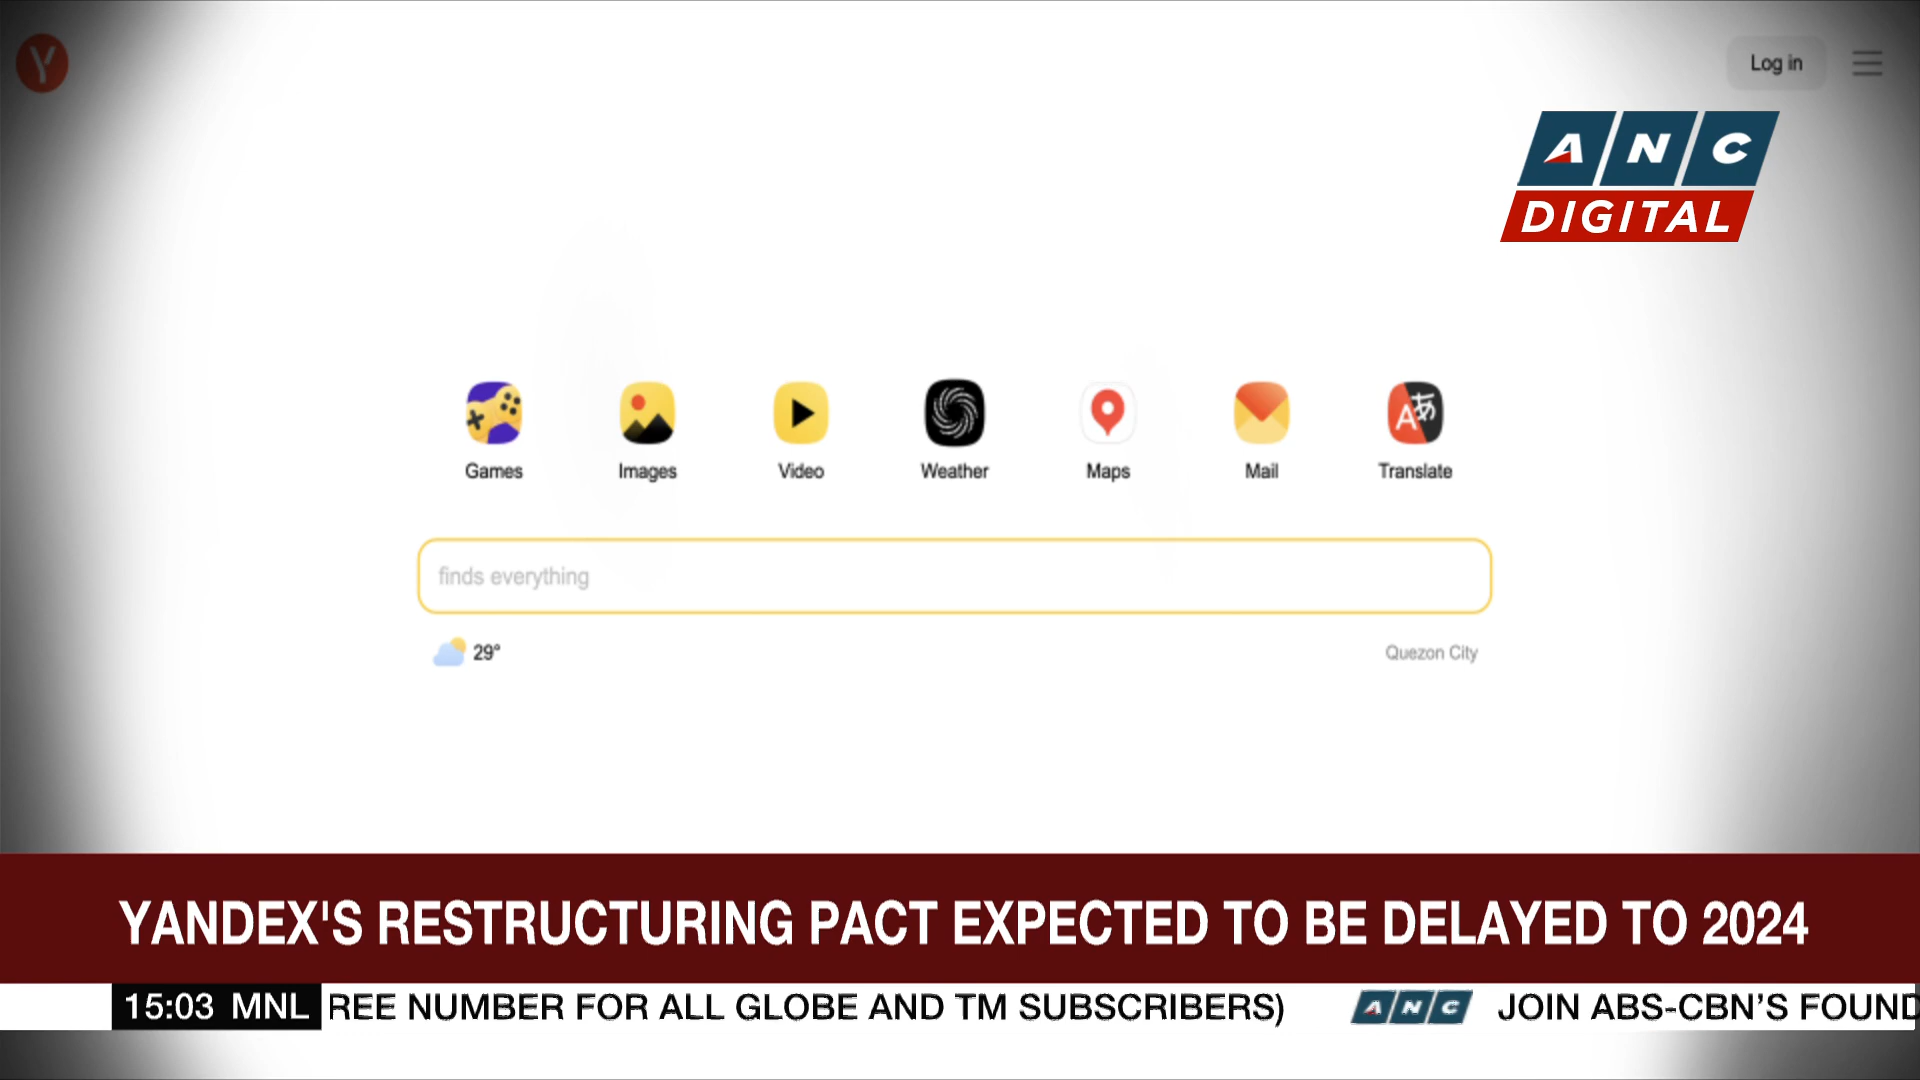 Y
Log in
ANC
DIGITAL
Games Images Video Weather Maps Mail Translate
finds everything
29° Quezon City
YANDEX'S RESTRUCTURING PACT EXPECTED TO BE DELAYED TO 2024
15:03 MNL REE NUMBER FOR ALL GLOBE AND TM SUBSCRIBERS) ANC JOIN ABS-CBN'S FOUND